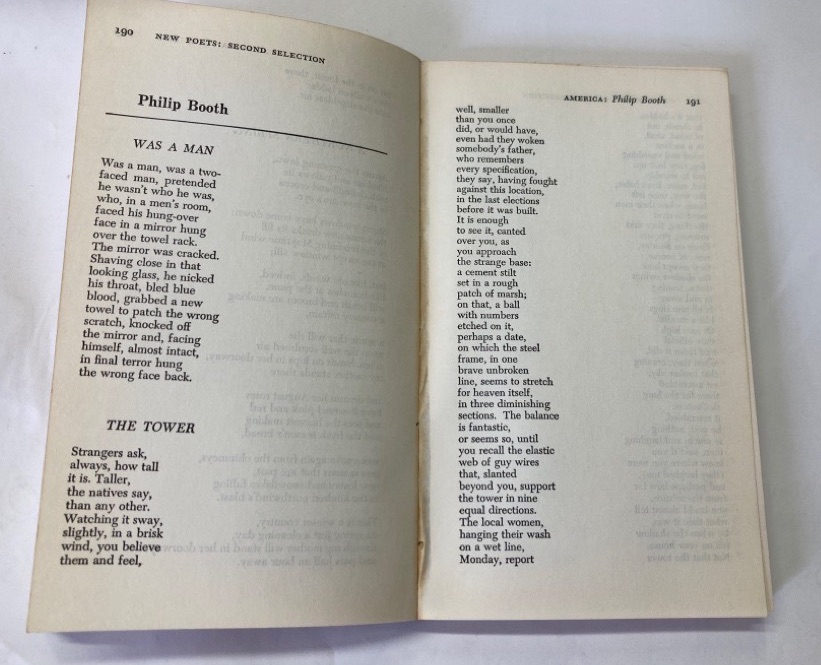 190 NEW POETS: SECOND SELECTION
Philip Booth
WAS A MAN
Was a man, was a two-
faced man, pretended
he wasn't who he was,
who, in a men's room,
faced his hung-over
face in a mirror hung
over the towel rack.
The mirror was cracked.
Shaving close in that
looking glass, he nicked
his throat, bled blue
blood, grabbed a new
towel to patch the wrong
scratch, knocked off
the mirror and, facing
himself, almost intact,
in final terror hung
the wrong face back.
THE TOWER
Strangers ask,
always, how tall
it is. Taller,
the natives say,
than any other.
Watching it sway,
slightly, in a brisk
wind, you believe
them and feel,
AMERICA: Philip Booth 191
well, smaller
than you once
did, or would have,
even had they woken
somebody's father,
who remembers
every specification,
they say, having fought
against this location,
in the last elections
before it was built.
It is enough
to see it, canted
over you, as
you approach
the strange base:
a cement stilt
set in a rough
patch of marsh;
on that, a ball
with numbers
etched on it,
perhaps a date,
on which the steel
frame, in one
brave unbroken
line, seems to stretch
for heaven itself,
in three diminishing
sections. The balance
is fantastic,
or seems so, until
you recall the elastic
web of guy wires
that, slanted
beyond you, support
the tower in nine
equal directions.
The local women,
hanging their wash
on a wet line,
Monday, report